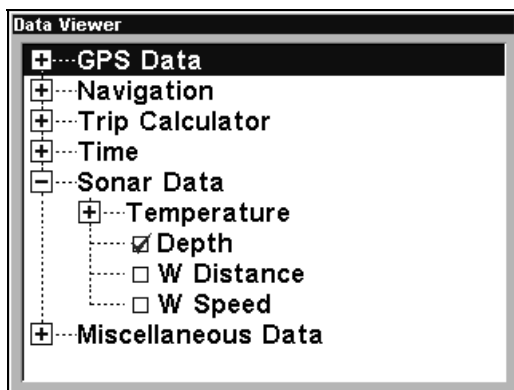 Data Viewer
GPS Data
Navigation
Trip Calculator
Time
Sonar Data
Temperature
Depth
W Distance
W Speed
Miscellaneous Data